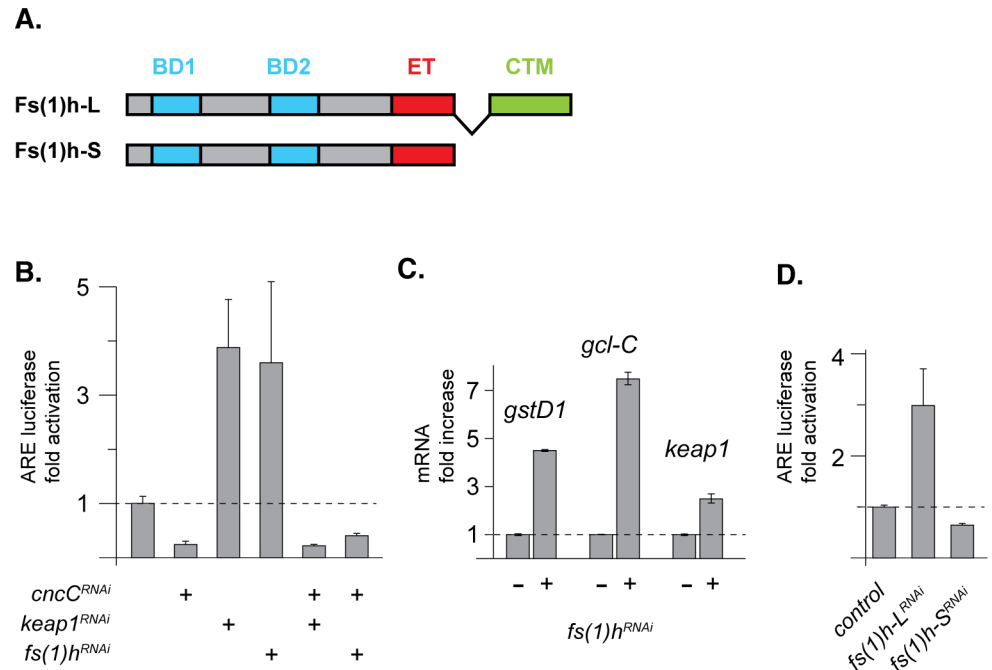 A.
BD1 BD2 ET CTM
Fs(1)h-L
Fs(1)h-S
B.
ARE luciferase
fold activation
5
3
1
cncC^RNAi + + +
keap1^RNAi + +
fs(1)h^RNAi + +
C.
mRNA
fold increase
7
5
3
1
gstD1
gcl-C
keap1
– + – + – +
fs(1)h^RNAi
D.
ARE luciferase
fold activation
4
2
control
fs(1)h-L^RNAi
fs(1)h-S^RNAi